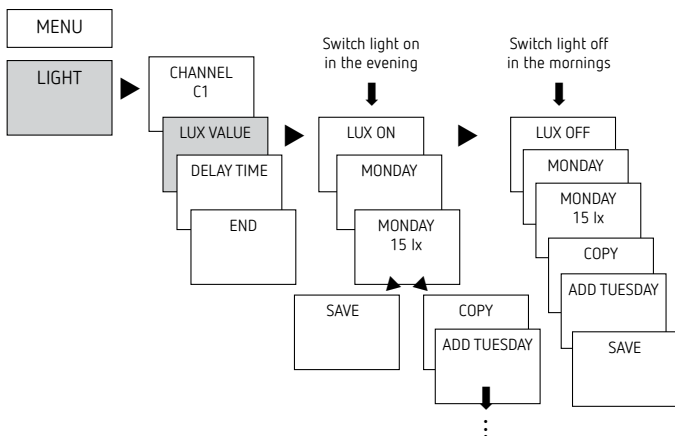 MENU
LIGHT
CHANNEL
C1
LUX VALUE
DELAY TIME
END
Switch light on
in the evening
LUX ON
MONDAY
MONDAY
15 lx
SAVE
COPY
ADD TUESDAY
Switch light off
in the mornings
LUX OFF
MONDAY
MONDAY
15 lx
COPY
ADD TUESDAY
SAVE